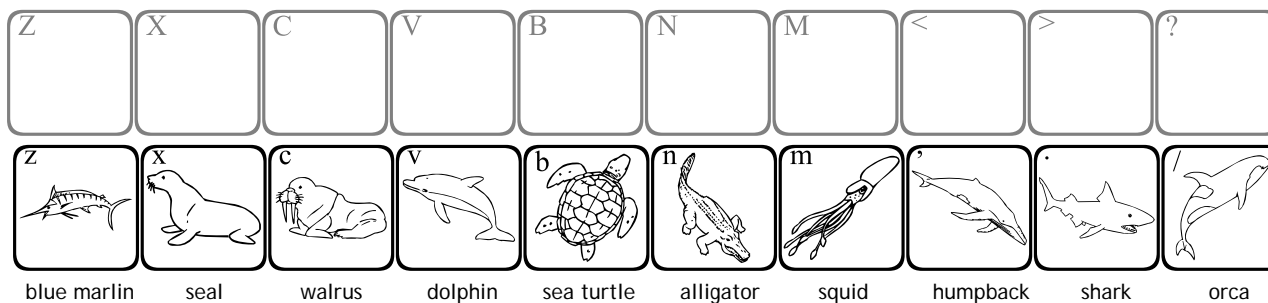 Z X C V B N M < > ?
z x c v b n m , . /
blue marlin seal walrus dolphin sea turtle alligator squid humpback shark orca